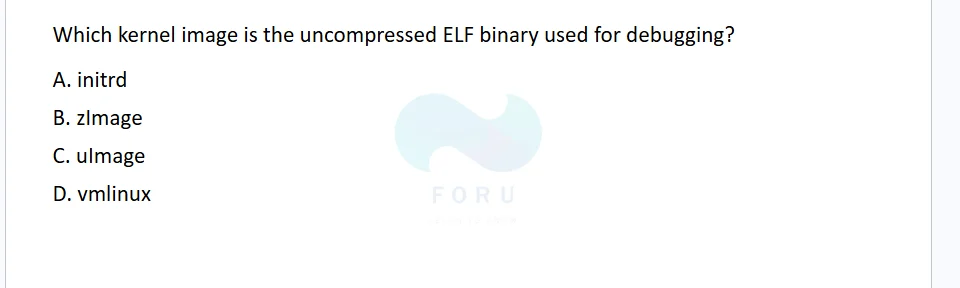 Which kernel image is the uncompressed ELF binary used for debugging?
A. initrd
B. zImage
C. uImage
D. vmlinux
FORU